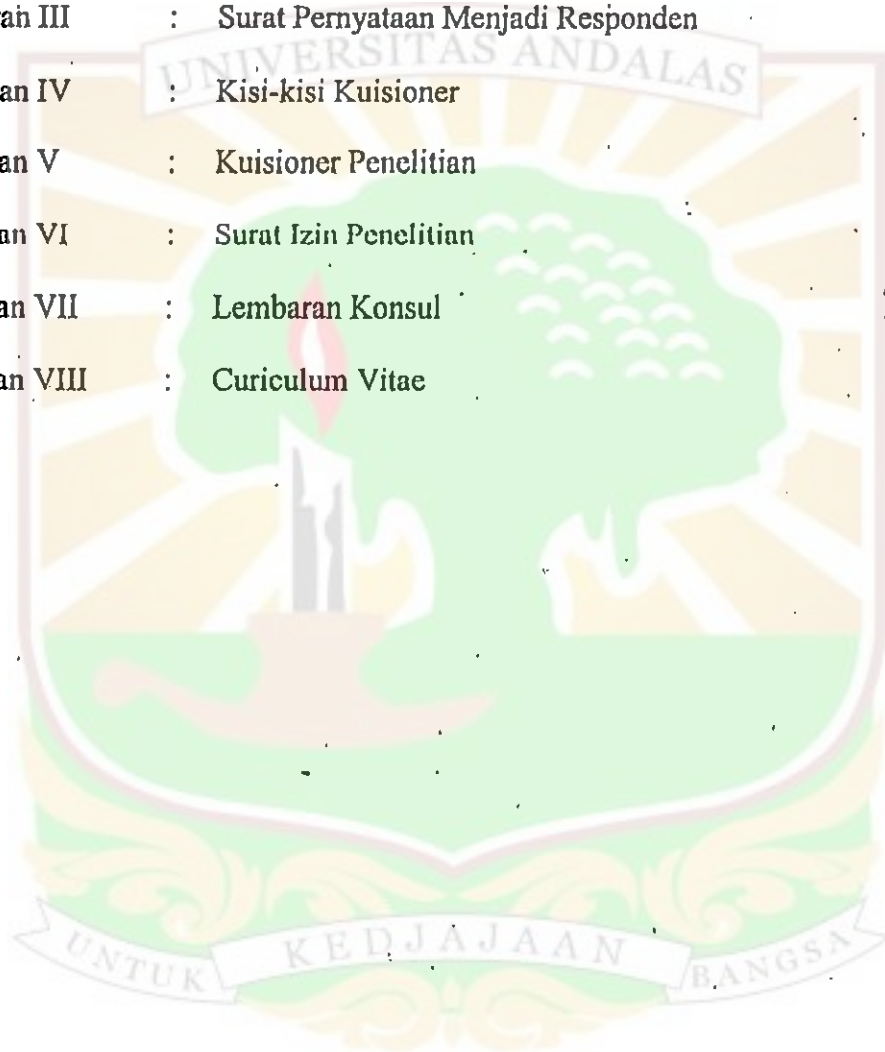 an III : Surat Pernyataan Menjadi Responden
UNIVERSITAS ANDALAS
an IV : Kisi-kisi Kuisioner
an V : Kuisioner Penelitian
an VI : Surat Izin Penelitian
an VII : Lembaran Konsul
an VIII : Curiculum Vitae
UNTUK KEDJAJAAN BANGSA